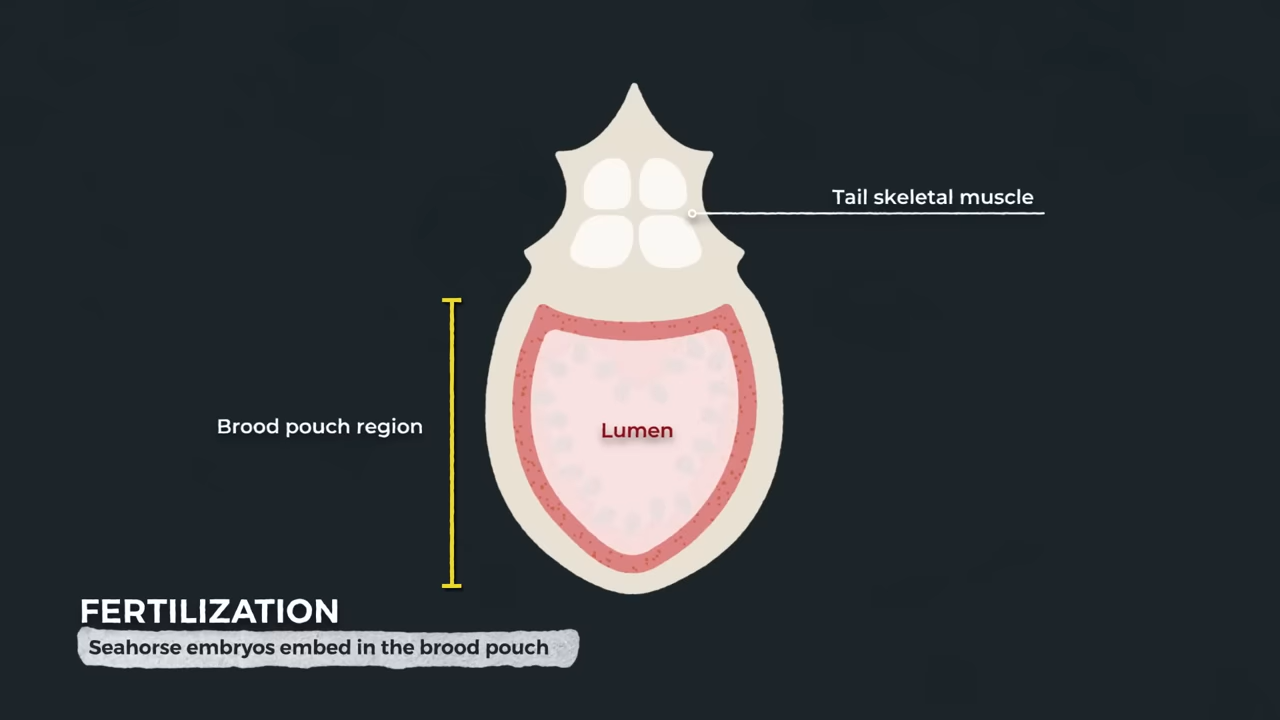 Tail skeletal muscle
Brood pouch region
Lumen
FERTILIZATION
Seahorse embryos embed in the brood pouch